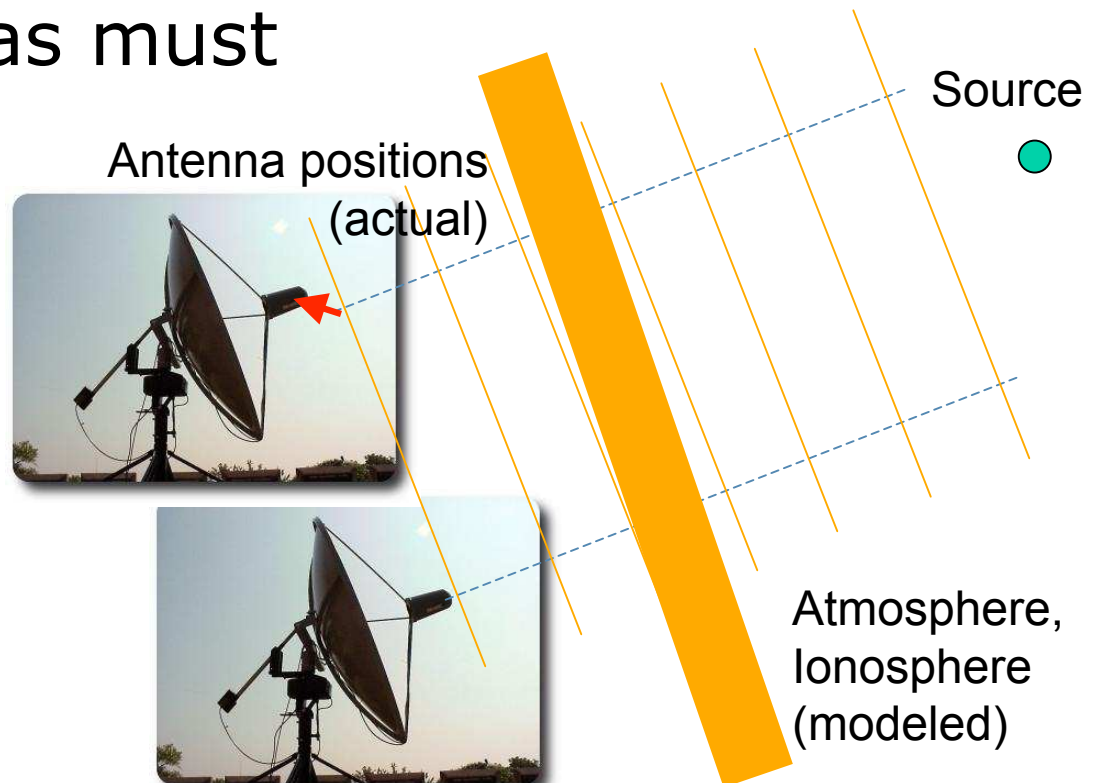 as must
Source
Antenna positions
(actual)
Atmosphere,
Ionosphere
(modeled)